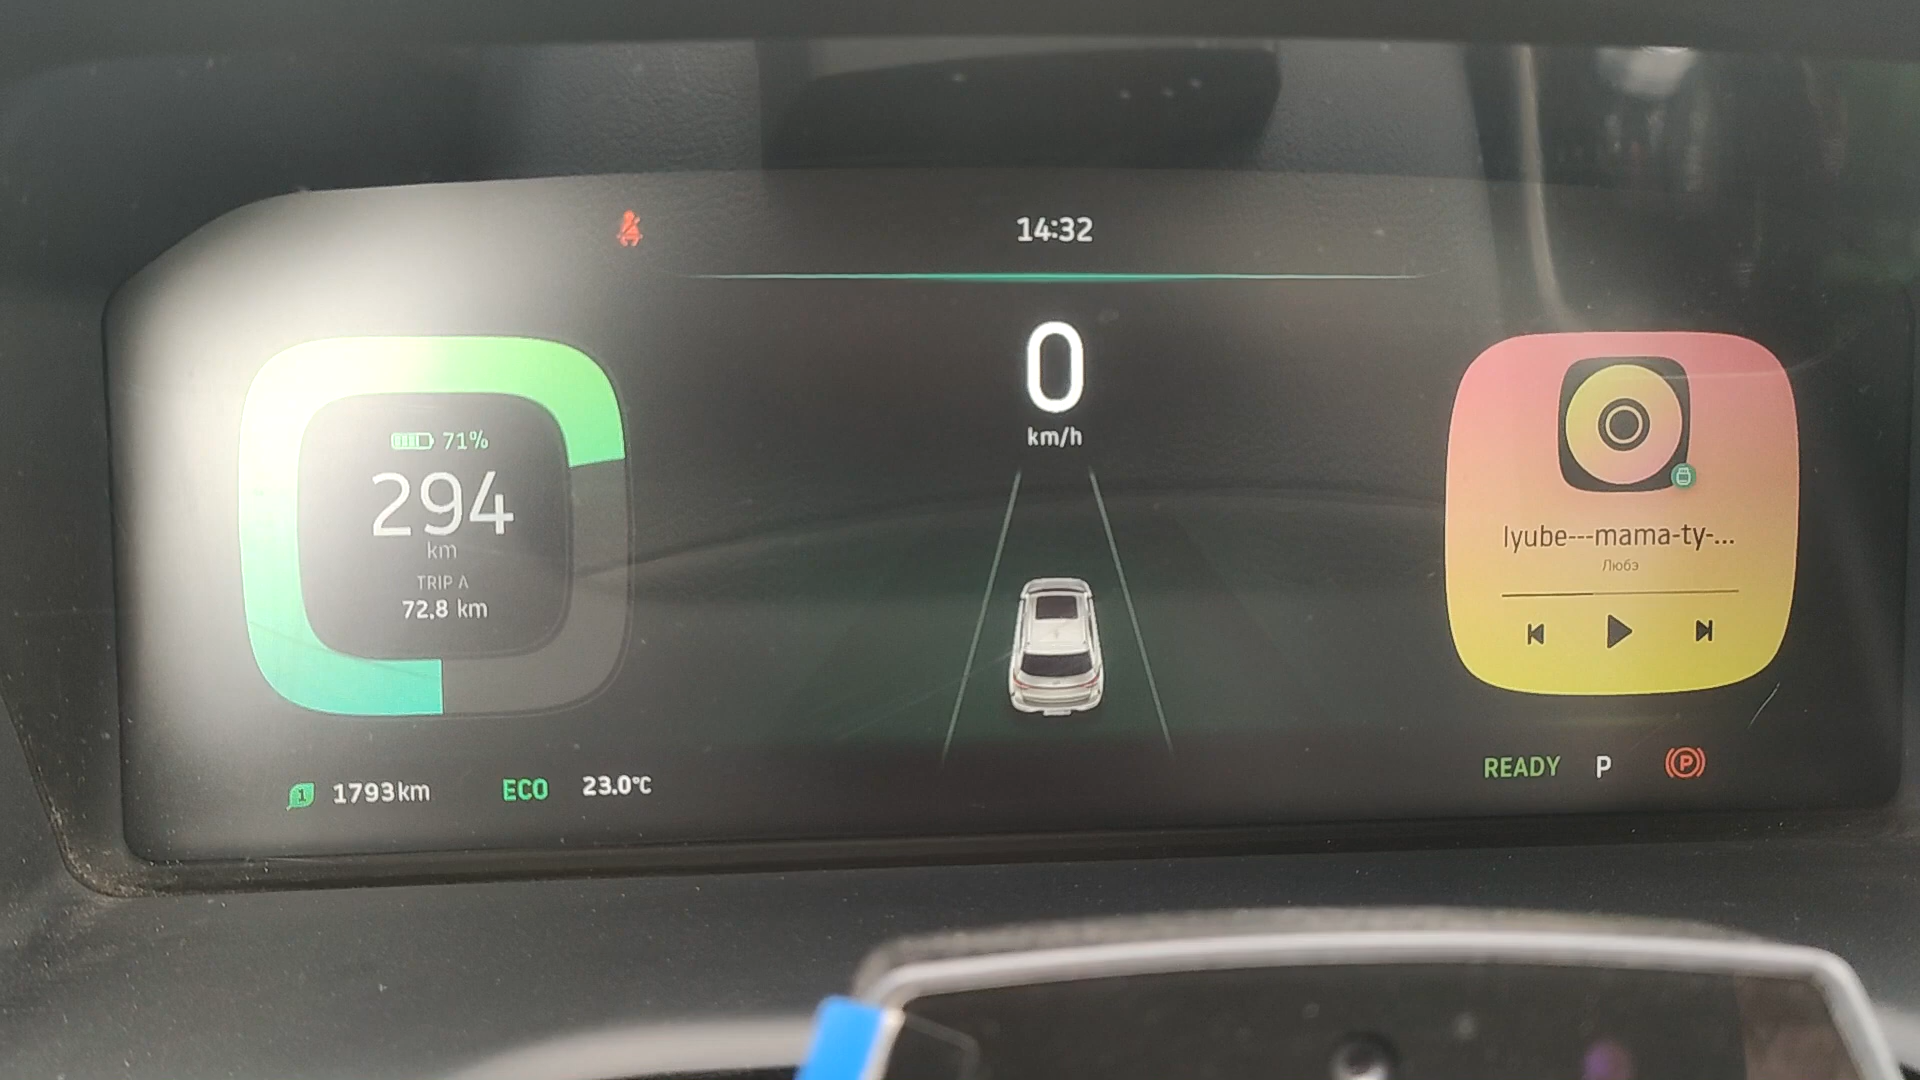 14:32
0
km/h
71%
294
km
TRIP A
72.8 km
lyube---mama-ty-...
Любэ
1 1793km ECO 23.0℃
READY P (P)